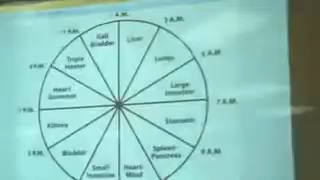 A.M.
3 A.M.
P.M.
Gall
Bladder
Liver
Triple
Heater
Lungs
5 A.M.
P.M.
Heart
Governor
Large
Intestine
P.M.
7 A.M.
Kidney
Stomach
P.M.
Bladder
Spleen-
Pancreas
9 A.M.
Small
Intestine
Heart/
Mind